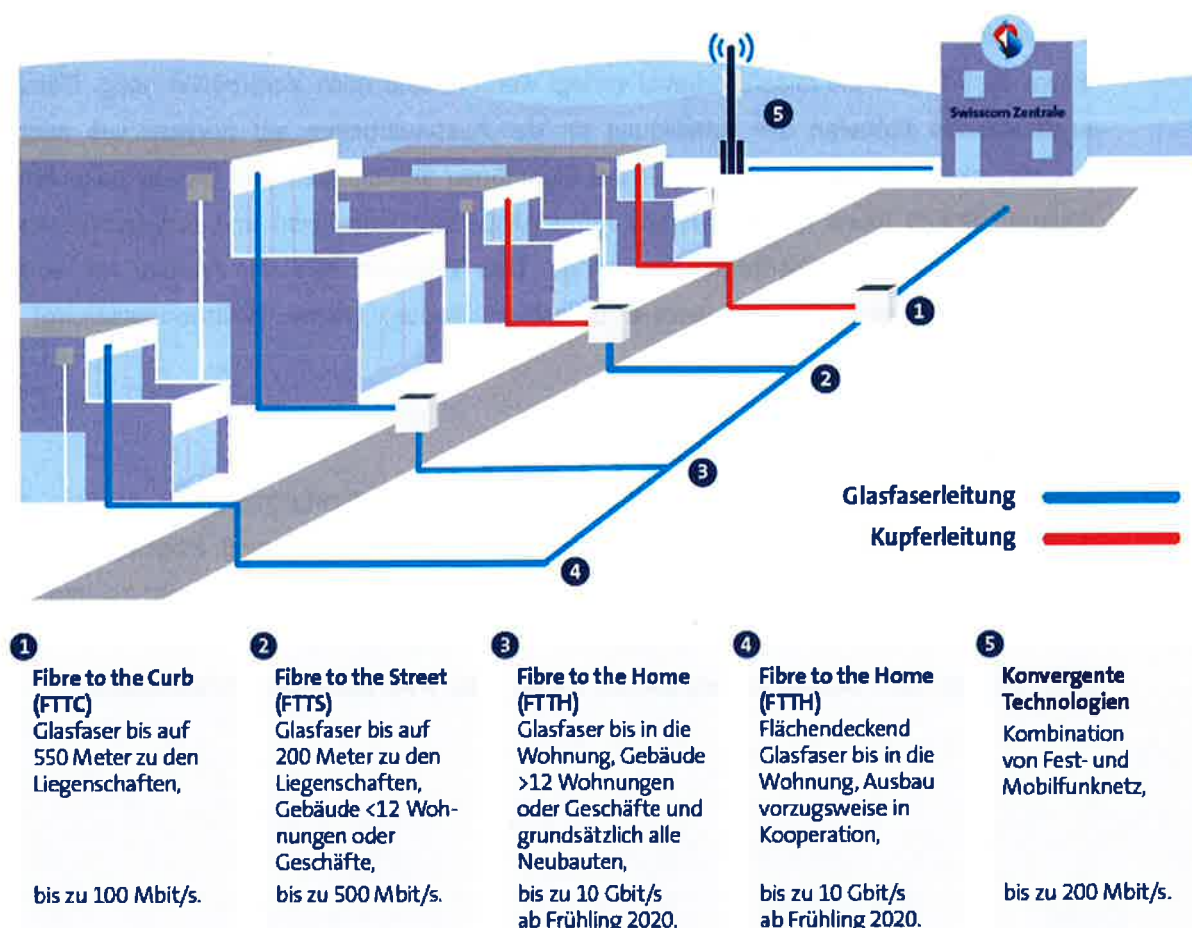 5
Swisscom Zentrale
1
2
3
4
Glasfaserleitung
Kupferleitung
1
Fibre to the Curb
(FTTC)
Glasfaser bis auf
550 Meter zu den
Liegenschaften,
bis zu 100 Mbit/s.
2
Fibre to the Street
(FTTS)
Glasfaser bis auf
200 Meter zu den
Liegenschaften,
Gebäude <12 Woh-
nungen oder
Geschäfte,
bis zu 500 Mbit/s.
3
Fibre to the Home
(FTTH)
Glasfaser bis in die
Wohnung, Gebäude
>12 Wohnungen
oder Geschäfte und
grundsätzlich alle
Neubauten,
bis zu 10 Gbit/s
ab Frühling 2020.
4
Fibre to the Home
(FTTH)
Flächendeckend
Glasfaser bis in die
Wohnung, Ausbau
vorzugsweise in
Kooperation,
bis zu 10 Gbit/s
ab Frühling 2020.
5
Konvergente
Technologien
Kombination
von Fest- und
Mobilfunknetz,
bis zu 200 Mbit/s.